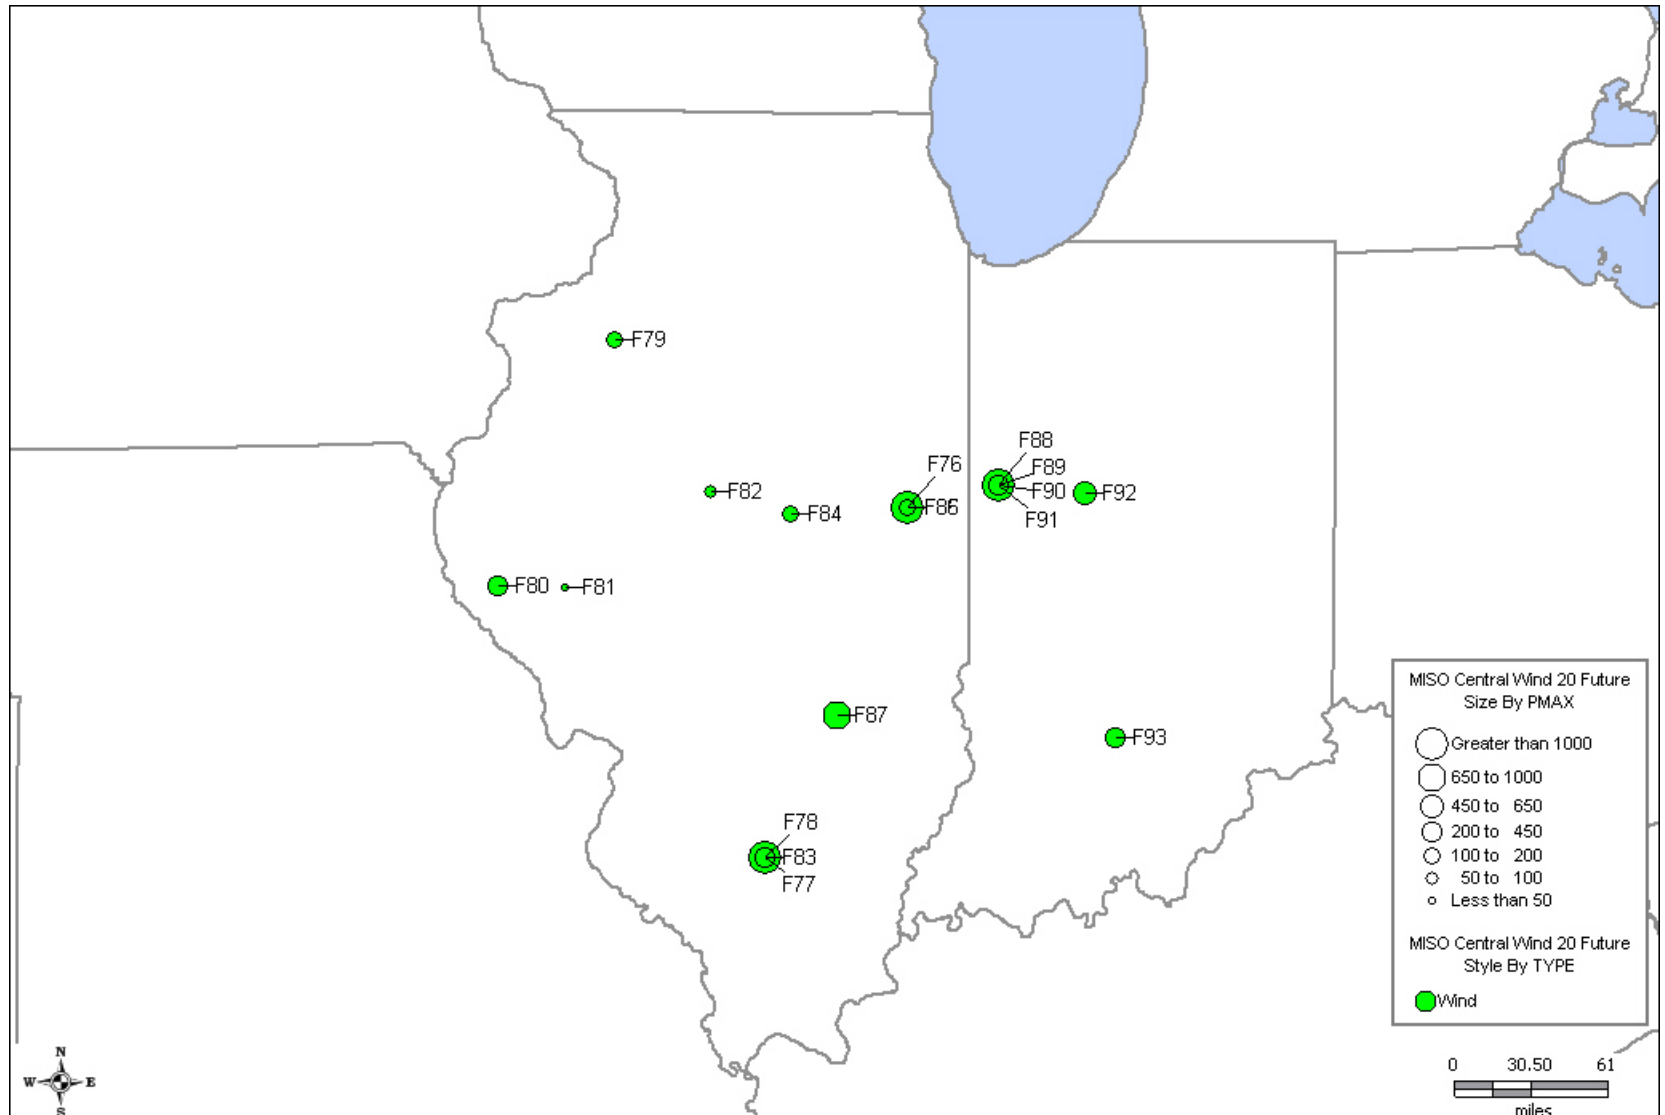 F79
F88
F76
F89
F82
F90
F92
F86
F84
F91
F80
F81
F87
F93
F78
F83
F77
MISO Central Wind 20 Future
Size By PMAX
Greater than 1000
650 to 1000
450 to 650
200 to 450
100 to 200
50 to 100
Less than 50
MISO Central Wind 20 Future
Style By TYPE
Wind
N
W E
S
0 30.50 61
miles